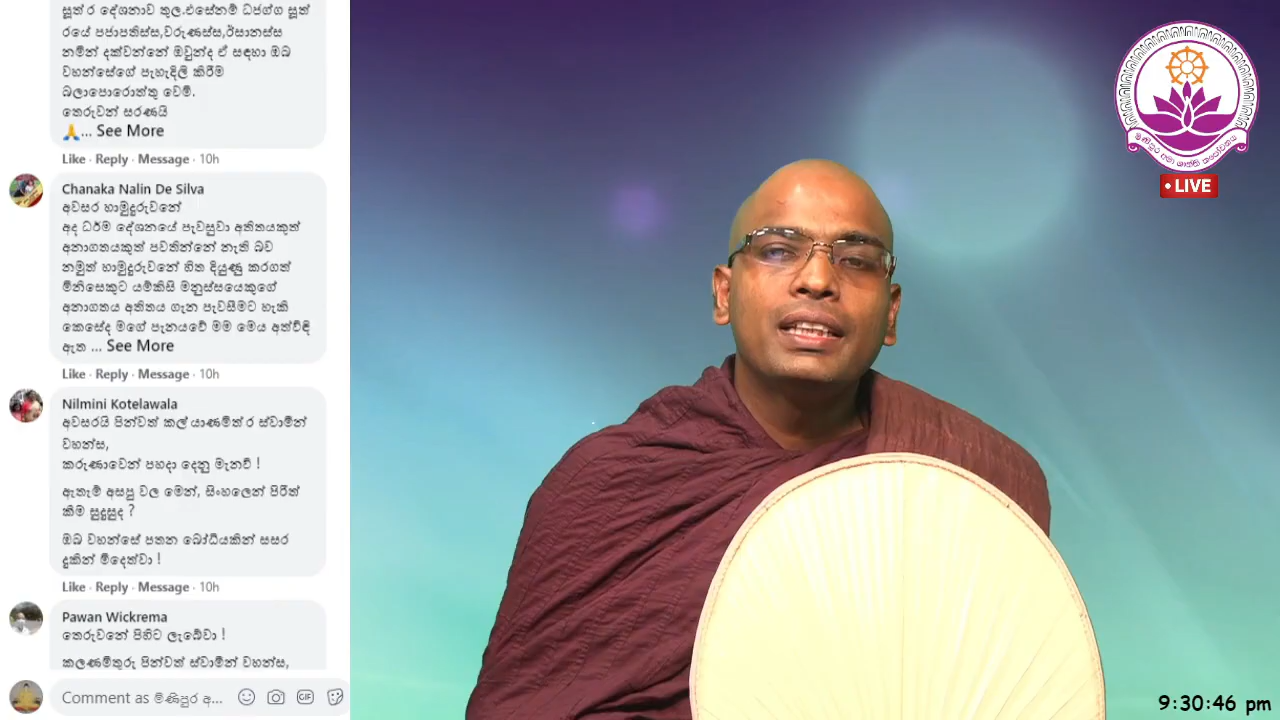 සූත්‍ර දේශනාව තුල.එසේනම් ධජග්ග සූත්
රයේ පජාපතිස්ස,වරුණස්ස,ඊසානස්ස
නමින් දක්වන්නේ ඔවුන්ද ඒ සඳහා ඔබ
වහන්සේගේ පැහැදිලි කිරීම
බලාපොරොත්තු වෙමි.
තෙරුවන් සරණයි
🙏... See More
Like · Reply · Message · 10h
Chanaka Nalin De Silva
අවසර හාමුදුරුවනේ
අද ධර්ම දේශනයේ පැවසුවා අතිතයකුත්
අනාගතයකුත් පවතින්නේ නැති බව
නමුත් හාමුදුරුවනේ හිත දියුණු කරගත්
මිනිසෙකුට යම්කිසි මනුස්සයෙකුගේ
අනාගතය අතිතය ගැන පැවසීමට හැකි
කෙසේද මගේ පැනයවේ මම මෙය අත්විඳි
ඇත ... See More
Like · Reply · Message · 10h
Nilmini Kotelawala
අවසරයි පින්වත් කල්‍යාණමිත්‍ර ස්වාමීන්
වහන්ස,
කරුණාවෙන් පහදා දෙනු මැනවි !
ඇතැම් අසපු වල මෙන්, සිංහලෙන් පිරිත්
කීම සුදුසුද ?
ඔබ වහන්සේ පතන බෝධියකින් සසර
දුකින් මිදෙත්වා !
Like · Reply · Message · 10h
Pawan Wickrema
තෙරුවනේ පිහිට ලැබේවා !
කලණමිතුරු පින්වත් ස්වාමීන් වහන්ස,
Comment as මිණිපුර අ...
GIF
LIVE
9:30:46 pm